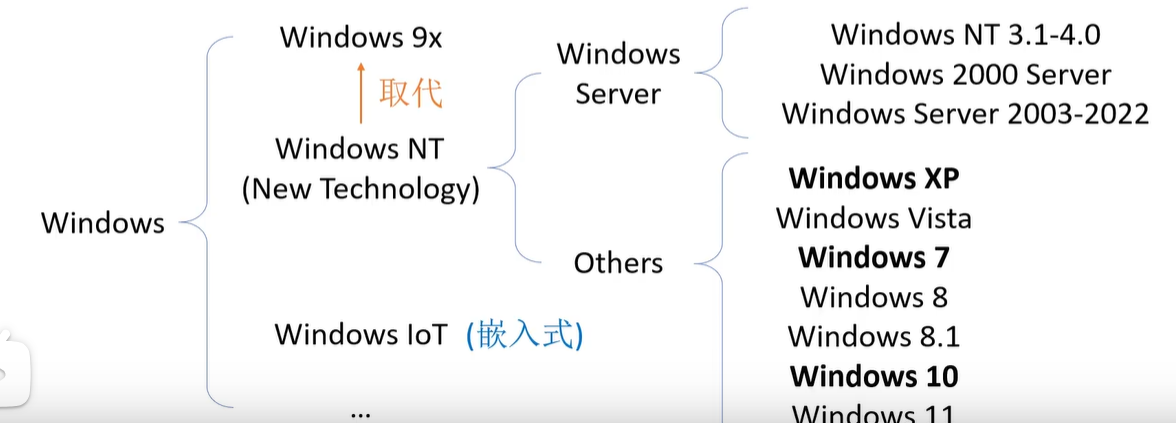 Windows
Windows 9x
取代
Windows NT
(New Technology)
Windows IoT (嵌入式)
...
Windows
Server
Others
Windows NT 3.1-4.0
Windows 2000 Server
Windows Server 2003-2022
Windows XP
Windows Vista
Windows 7
Windows 8
Windows 8.1
Windows 10
Windows 11